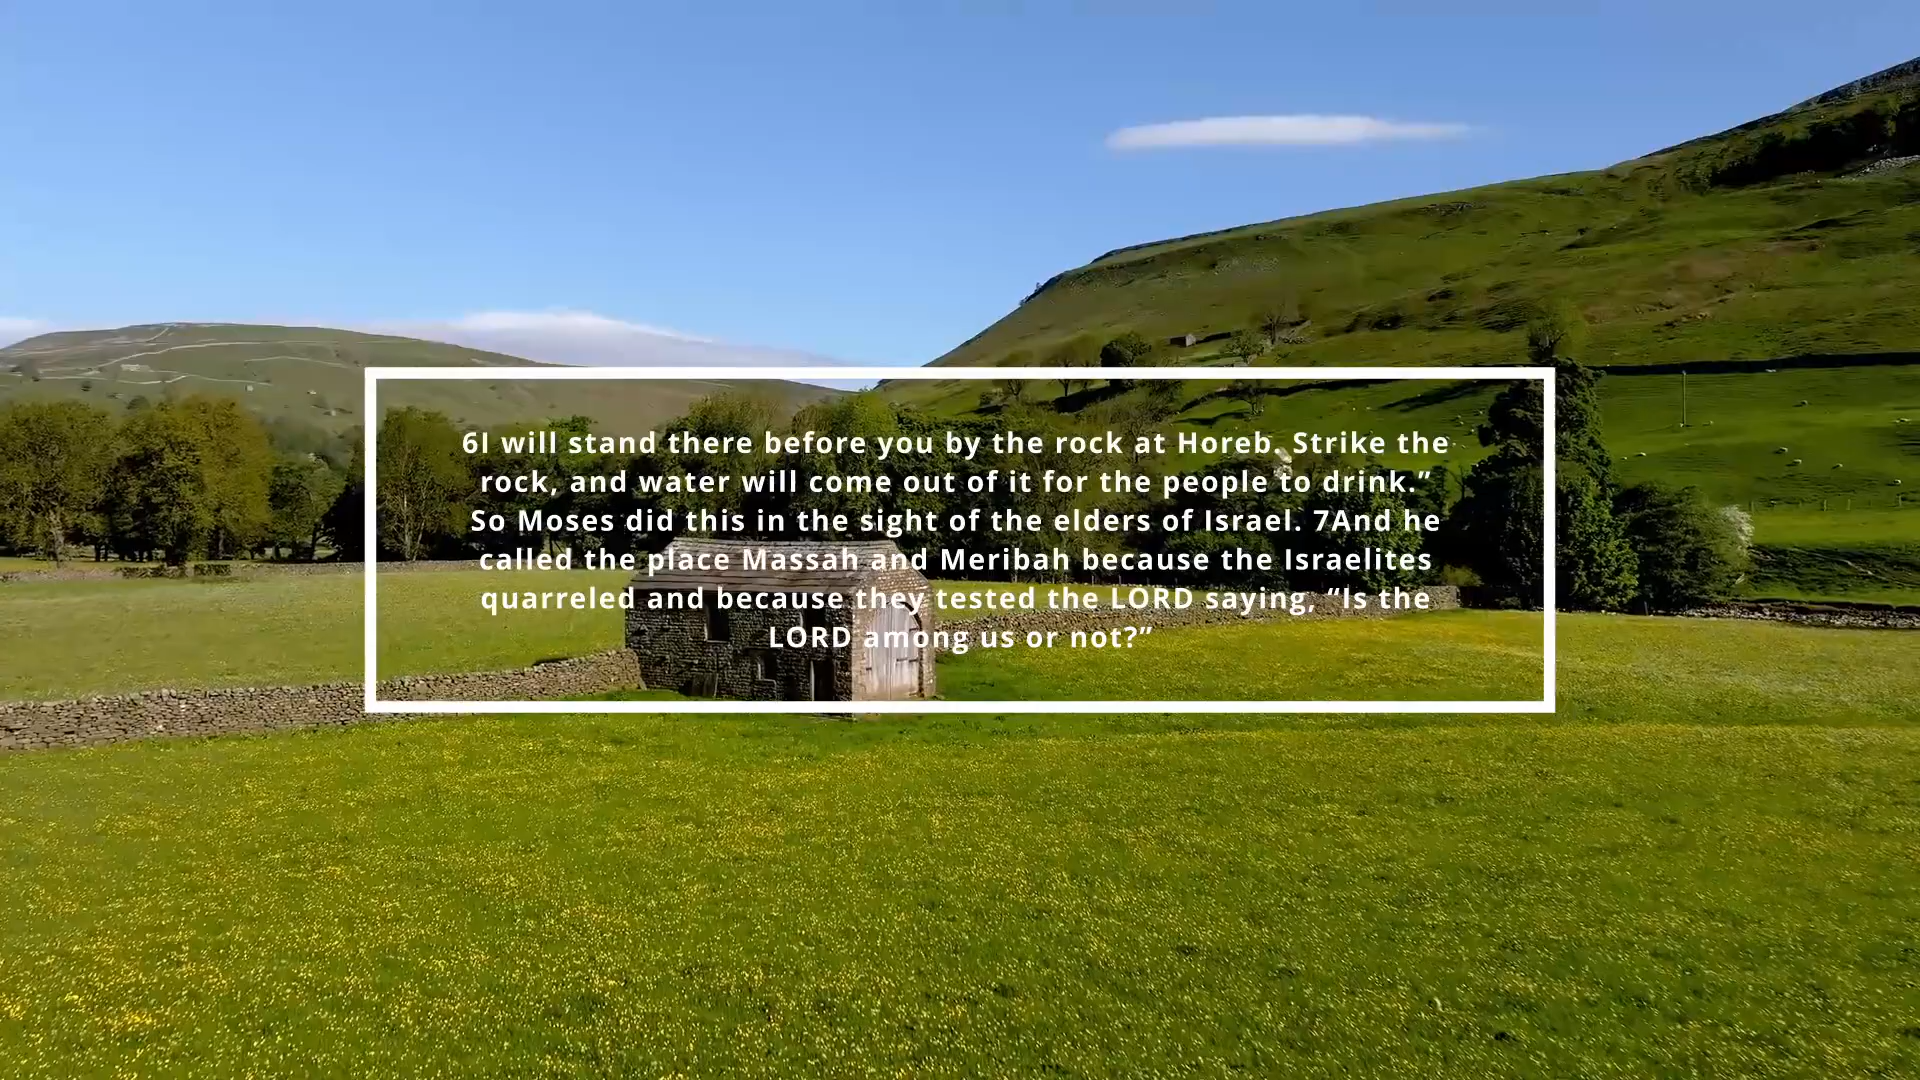 6I will stand there before you by the rock at Horeb. Strike the
rock, and water will come out of it for the people to drink.”
So Moses did this in the sight of the elders of Israel. 7And he
called the place Massah and Meribah because the Israelites
quarreled and because they tested the LORD saying, “Is the
LORD among us or not?”